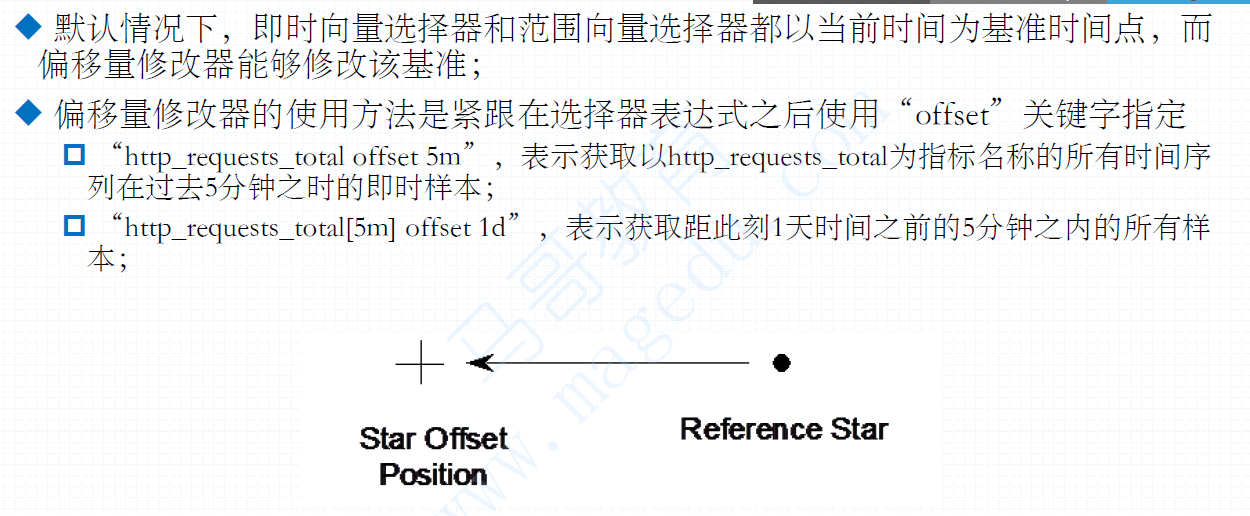 默认情况下，即时向量选择器和范围向量选择器都以当前时间为基准时间点，而
偏移量修改器能够修改该基准；
偏移量修改器的使用方法是紧跟在选择器表达式之后使用“offset”关键字指定
“http_requests_total offset 5m”，表示获取以http_requests_total为指标名称的所有时间序
列在过去5分钟之时的即时样本；
“http_requests_total[5m] offset 1d”，表示获取距此刻1天时间之前的5分钟之内的所有样
本；
马哥教育
www.magedu.com
Star Offset
Position
Reference Star